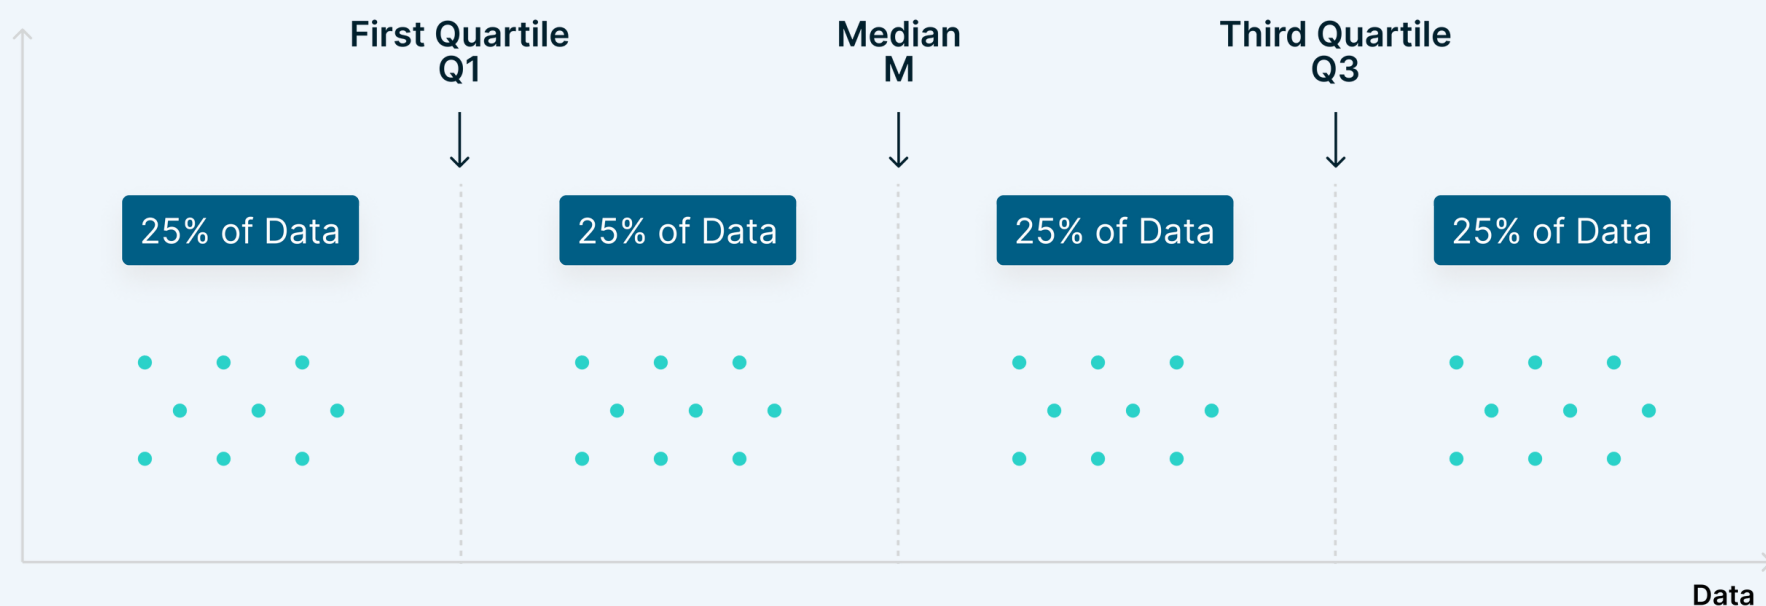 First Quartile
Q1
Median
M
Third Quartile
Q3
25% of Data
25% of Data
25% of Data
25% of Data
Data